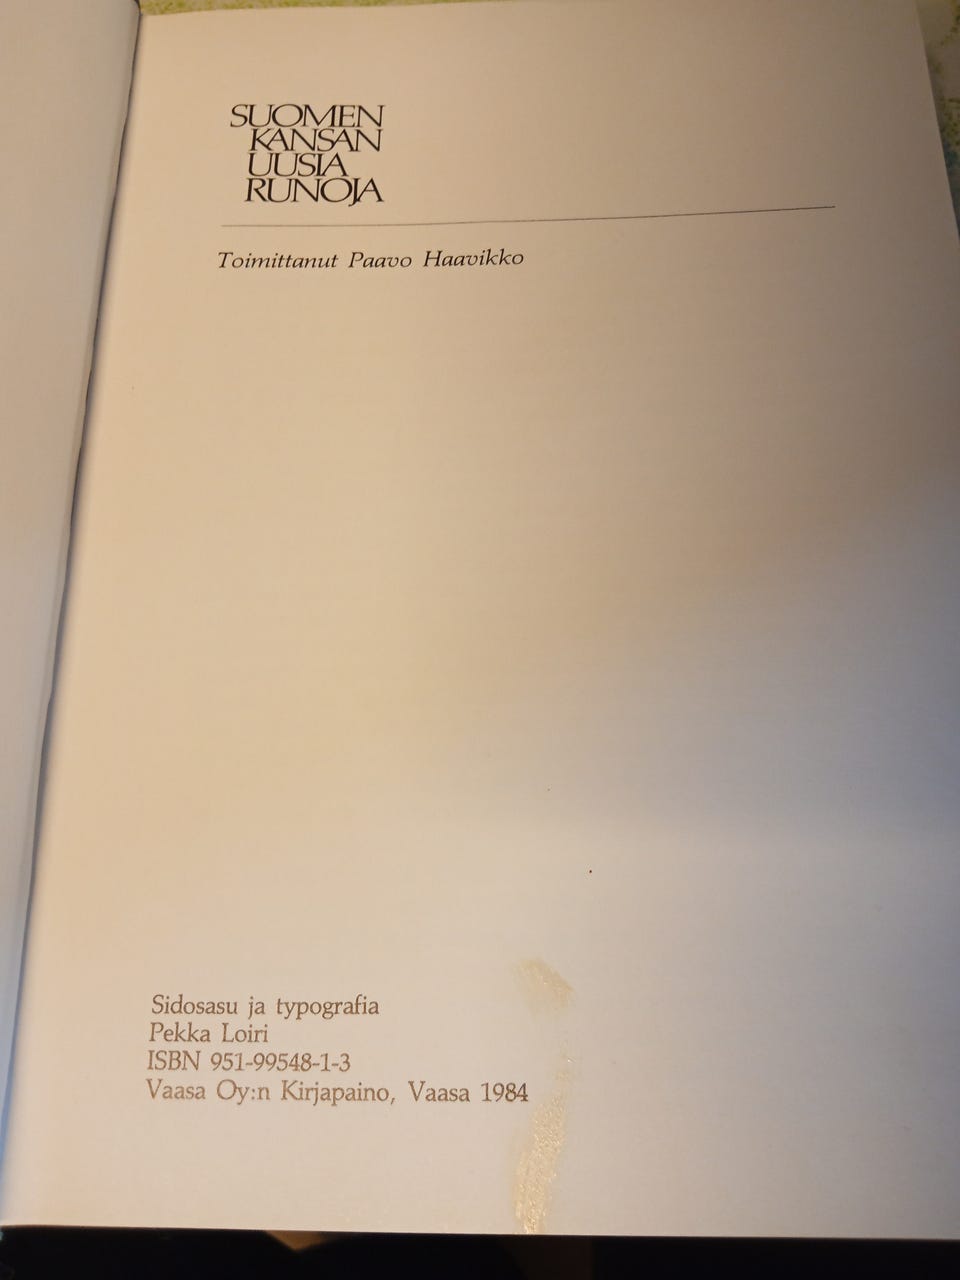 SUOMEN
KANSAN
UUSIA
RUNOJA
Toimittanut Paavo Haavikko
Sidosasu ja typografia
Pekka Loiri
ISBN 951-99548-1-3
Vaasa Oy:n Kirjapaino, Vaasa 1984